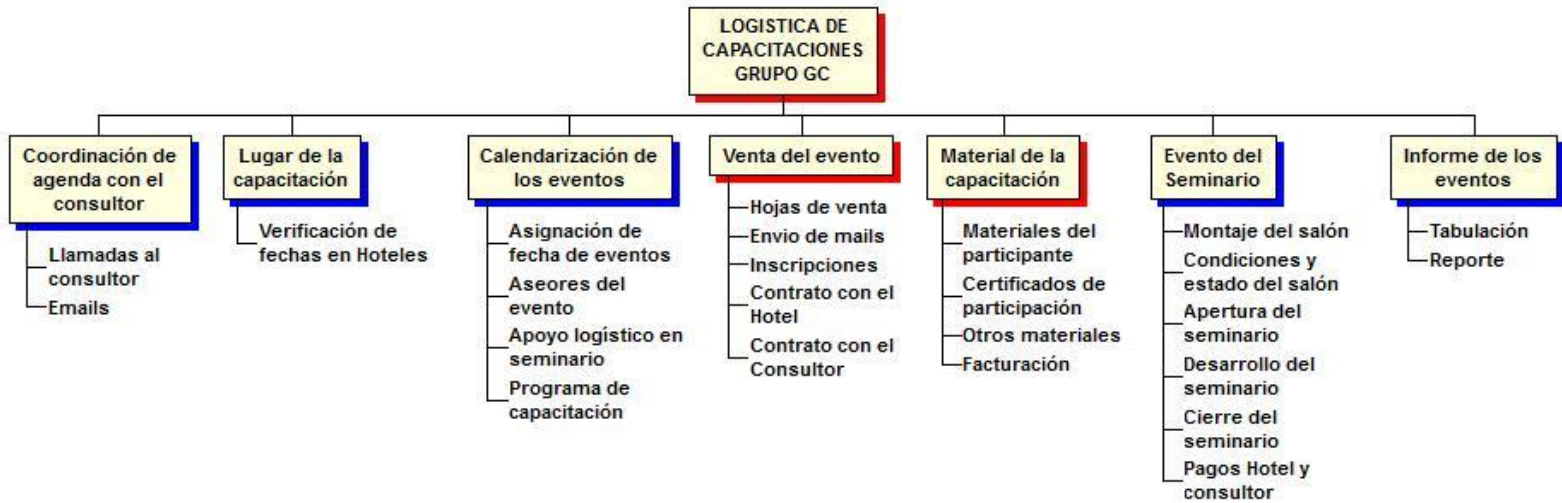 LOGISTICA DE
CAPACITACIONES
GRUPO GC
Coordinación de
agenda con el
consultor
Llamadas al
consultor
Emails
Lugar de la
capacitación
Verificación de
fechas en Hoteles
Calendarización de
los eventos
Asignación de
fecha de eventos
Aseores del
evento
Apoyo logístico en
seminario
Programa de
capacitación
Venta del evento
Hojas de venta
Envio de mails
Inscripciones
Contrato con el
Hotel
Contrato con el
Consultor
Material de la
capacitación
Materiales del
participante
Certificados de
participación
Otros materiales
Facturación
Evento del
Seminario
Montaje del salón
Condiciones y
estado del salón
Apertura del
seminario
Desarrollo del
seminario
Cierre del
seminario
Pagos Hotel y
consultor
Informe de los
eventos
Tabulación
Reporte